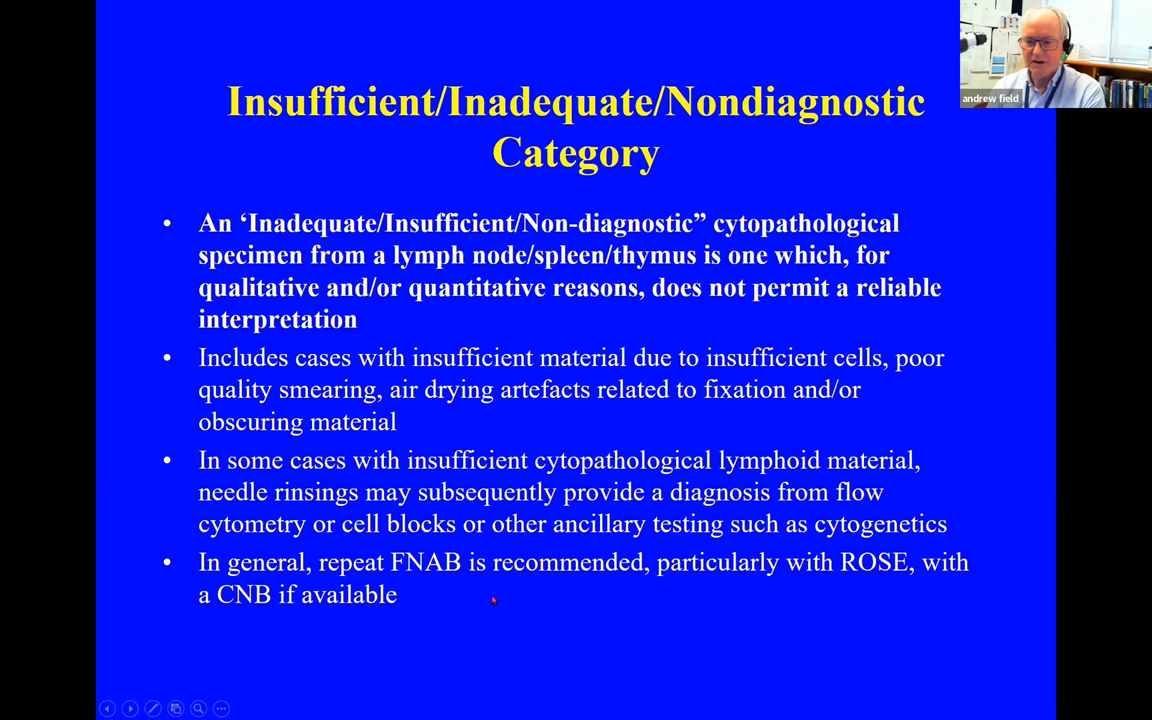 Insufficient/Inadequate/Nondiagnostic
Category
andrew field
• An ‘Inadequate/Insufficient/Non-diagnostic” cytopathological
specimen from a lymph node/spleen/thymus is one which, for
qualitative and/or quantitative reasons, does not permit a reliable
interpretation
• Includes cases with insufficient material due to insufficient cells, poor
quality smearing, air drying artefacts related to fixation and/or
obscuring material
• In some cases with insufficient cytopathological lymphoid material,
needle rinsings may subsequently provide a diagnosis from flow
cytometry or cell blocks or other ancillary testing such as cytogenetics
• In general, repeat FNAB is recommended, particularly with ROSE, with
a CNB if available